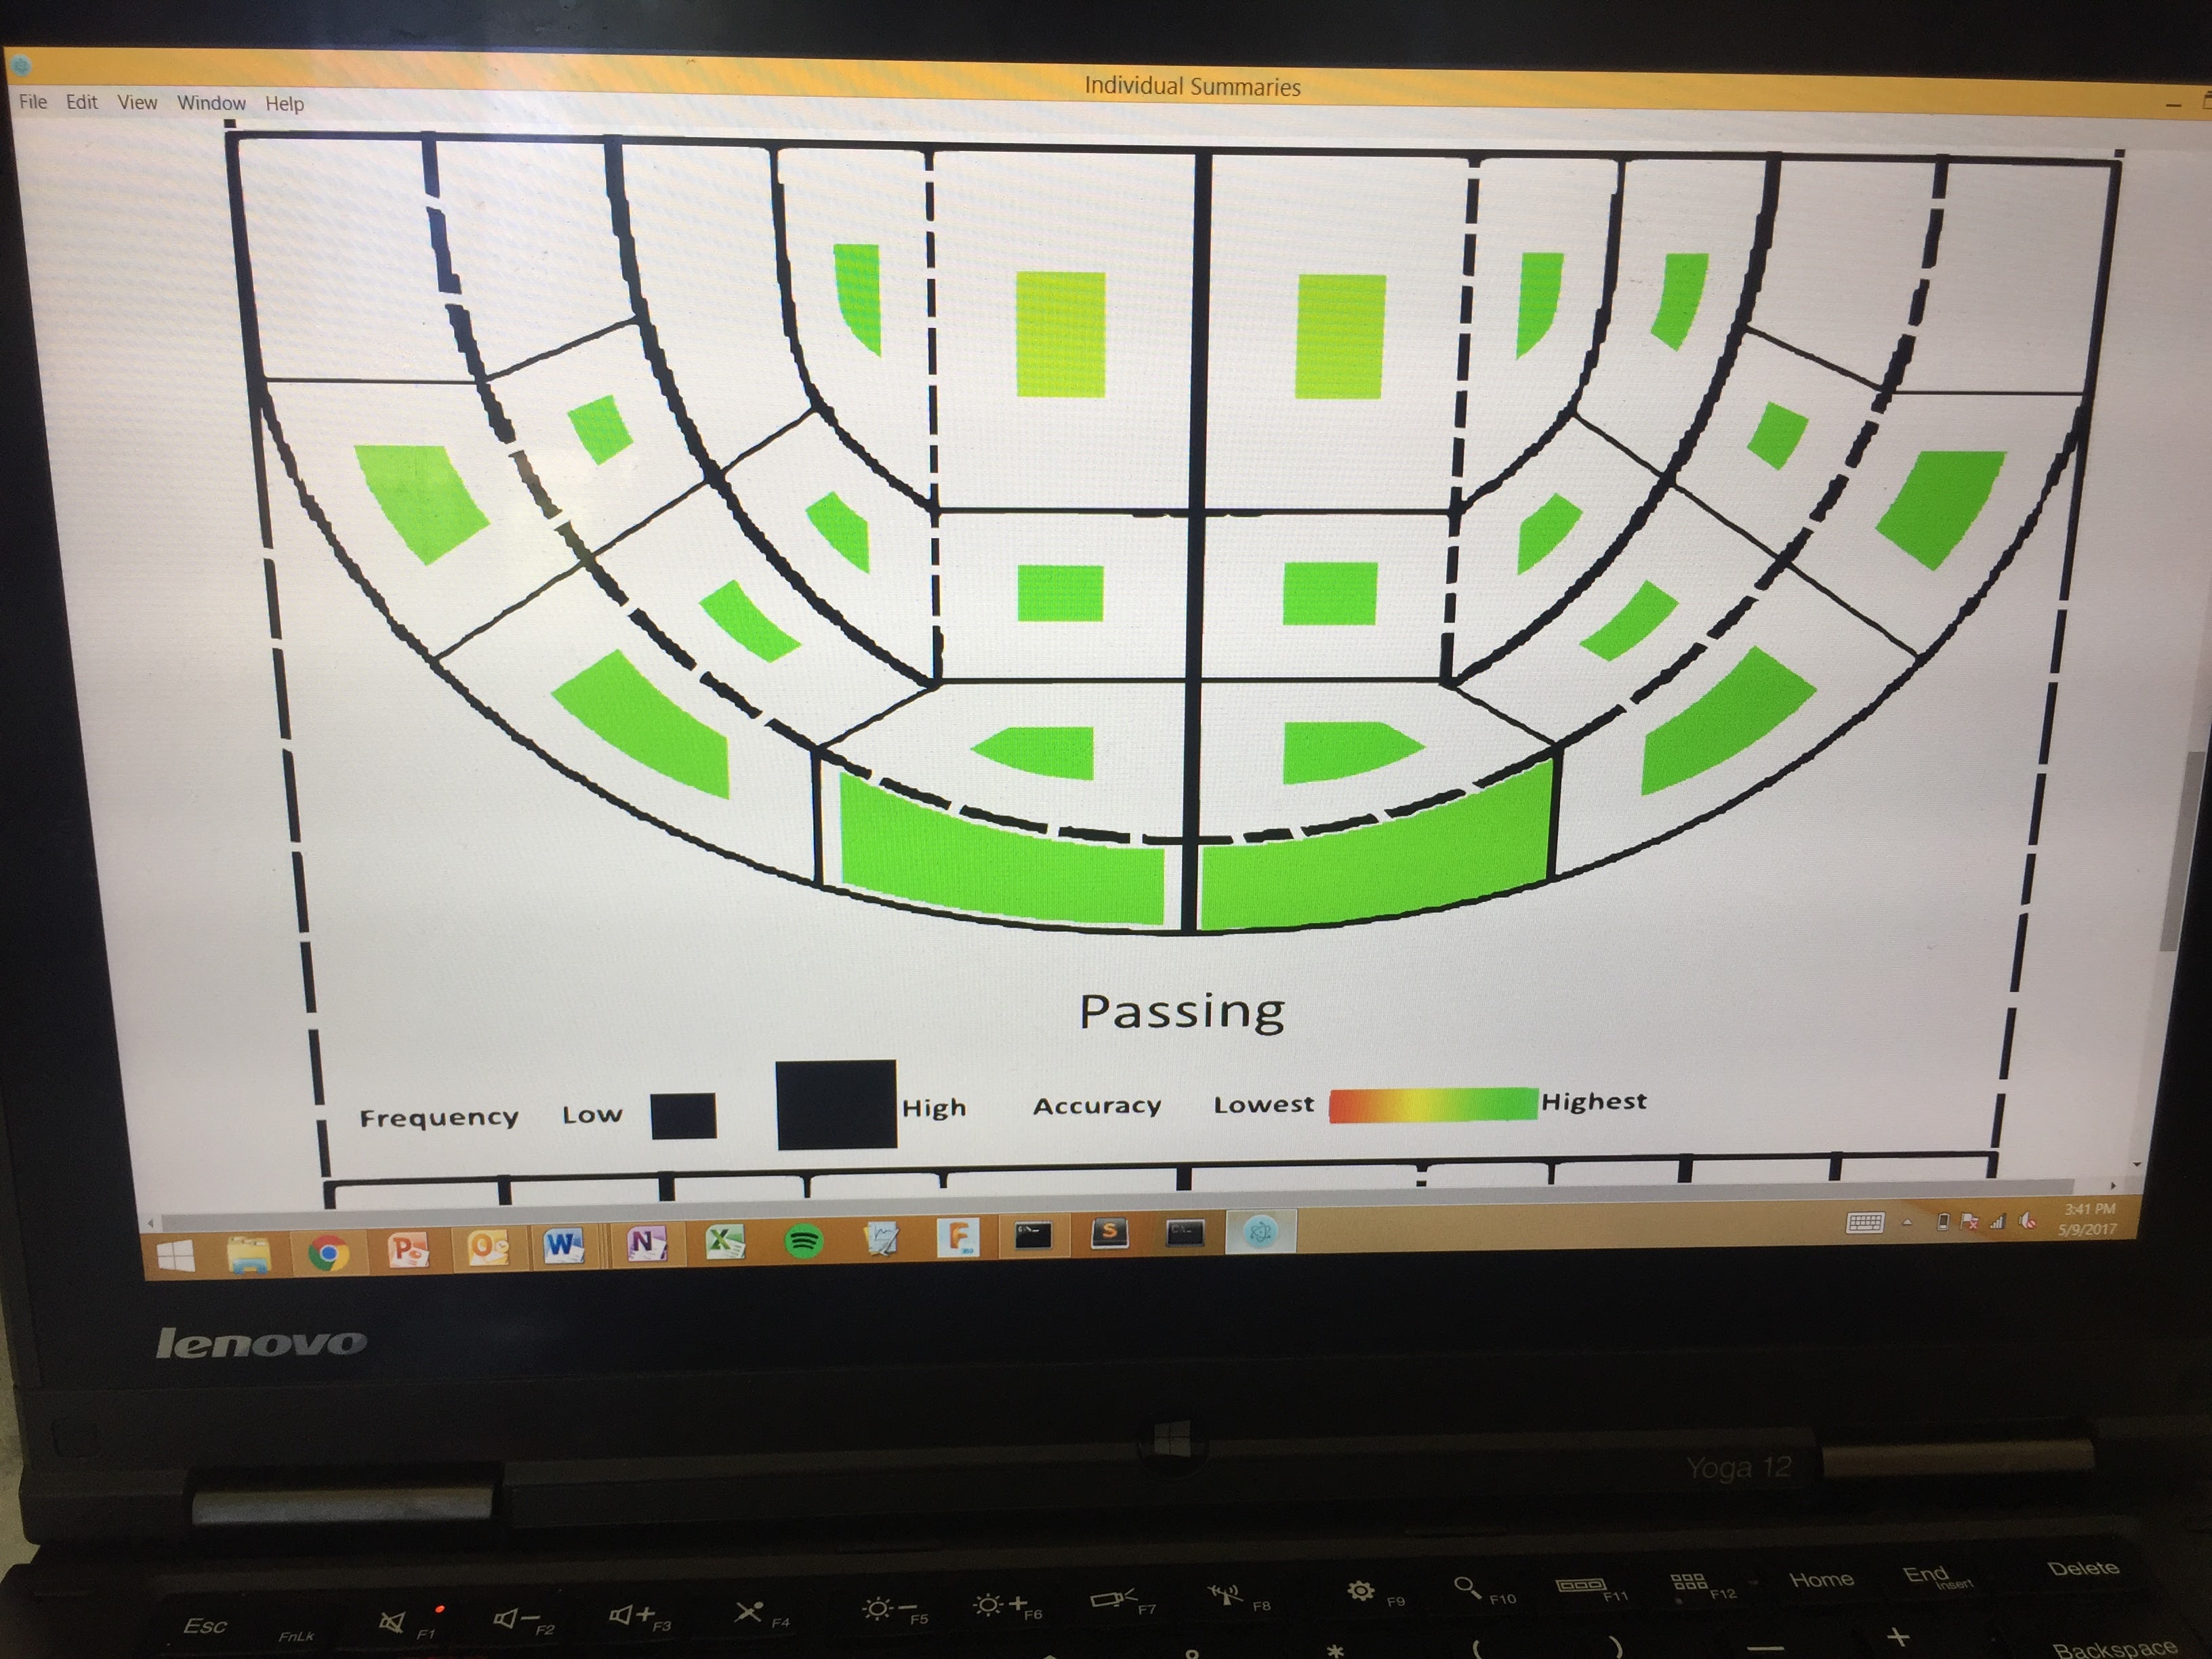 Individual Summaries
File Edit View Window Help
Passing
Frequency Low High Accuracy Lowest Highest
3:41 PM
5/9/2017
lenovo
Yoga 12
Esc FnLk F1 F2 F3 F4 F5 F6 F7 F8 F9 F10 F11 F12 Home End Insert Delete
* ( ) — + Backspace